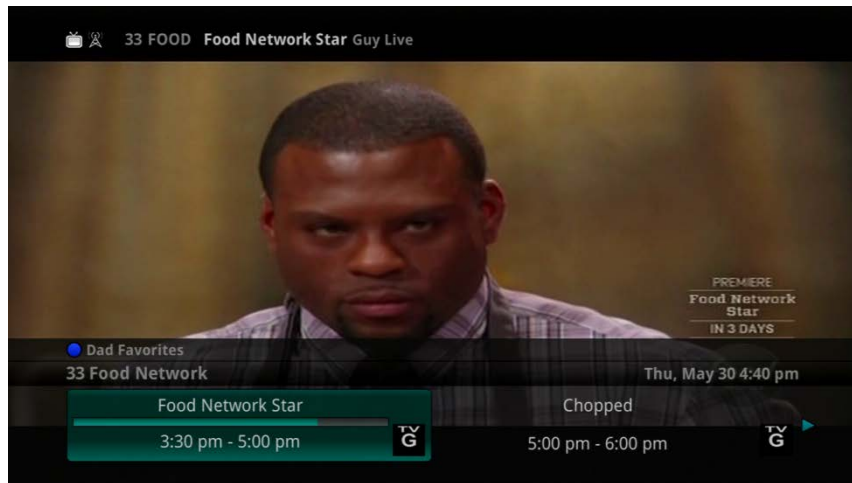 33 FOOD Food Network Star Guy Live
PREMIERE
Food Network
Star
IN 3 DAYS
Dad Favorites
33 Food Network Thu, May 30 4:40 pm
Food Network Star Chopped
3:30 pm - 5:00 pm TV G 5:00 pm - 6:00 pm TV G